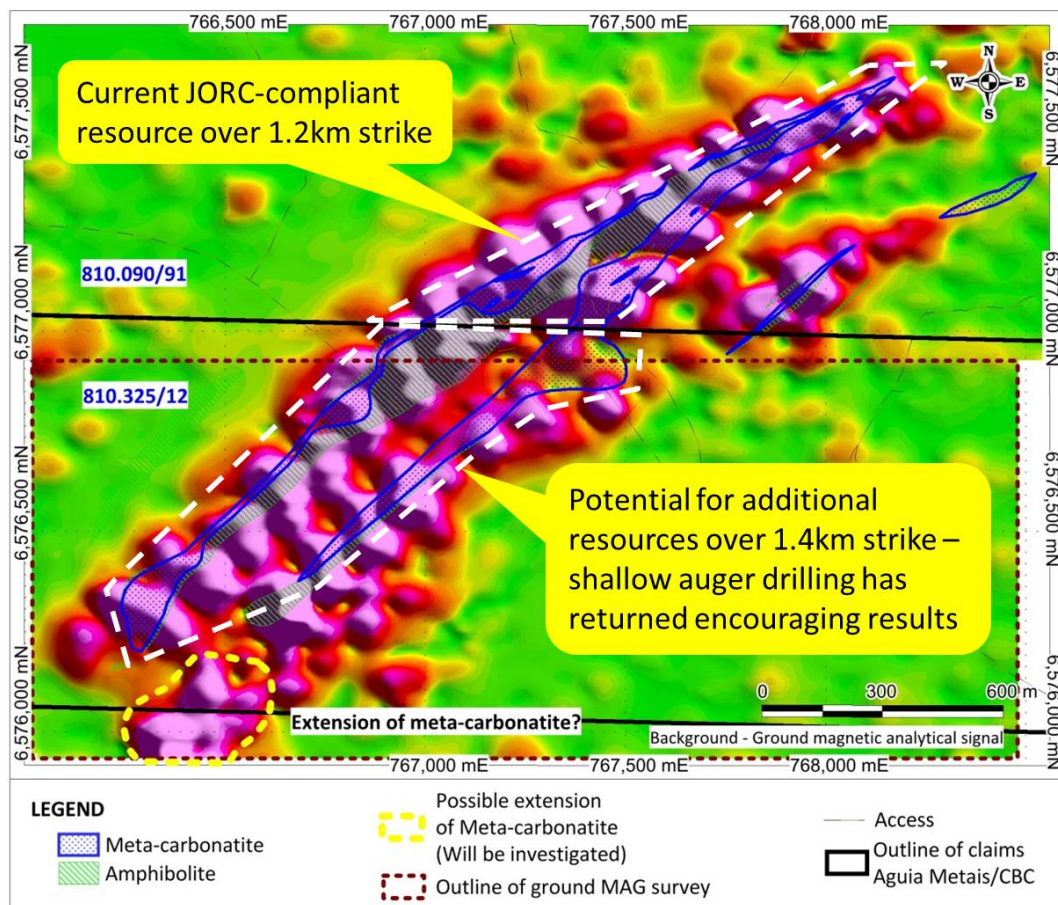 766,500 mE
767,000 mE
767,500 mE
768,000 mE
6,577,500 mN
6,577,500 mN
N
W
E
S
Current JORC-compliant
resource over 1.2km strike
810.090/91
6,577,000 mN
6,577,000 mN
810.325/12
6,576,500 mN
6,576,500 mN
Potential for additional
resources over 1.4km strike –
shallow auger drilling has
returned encouraging results
6,576,000 mN
6,576,000 mN
0
300
600 m
Extension of meta-carbonatite?
Background - Ground magnetic analytical signal
767,000 mE
767,500 mE
768,000 mE
LEGEND
Meta-carbonatite
Amphibolite
Possible extension
of Meta-carbonatite
(Will be investigated)
Outline of ground MAG survey
Access
Outline of claims
Aguia Metais/CBC